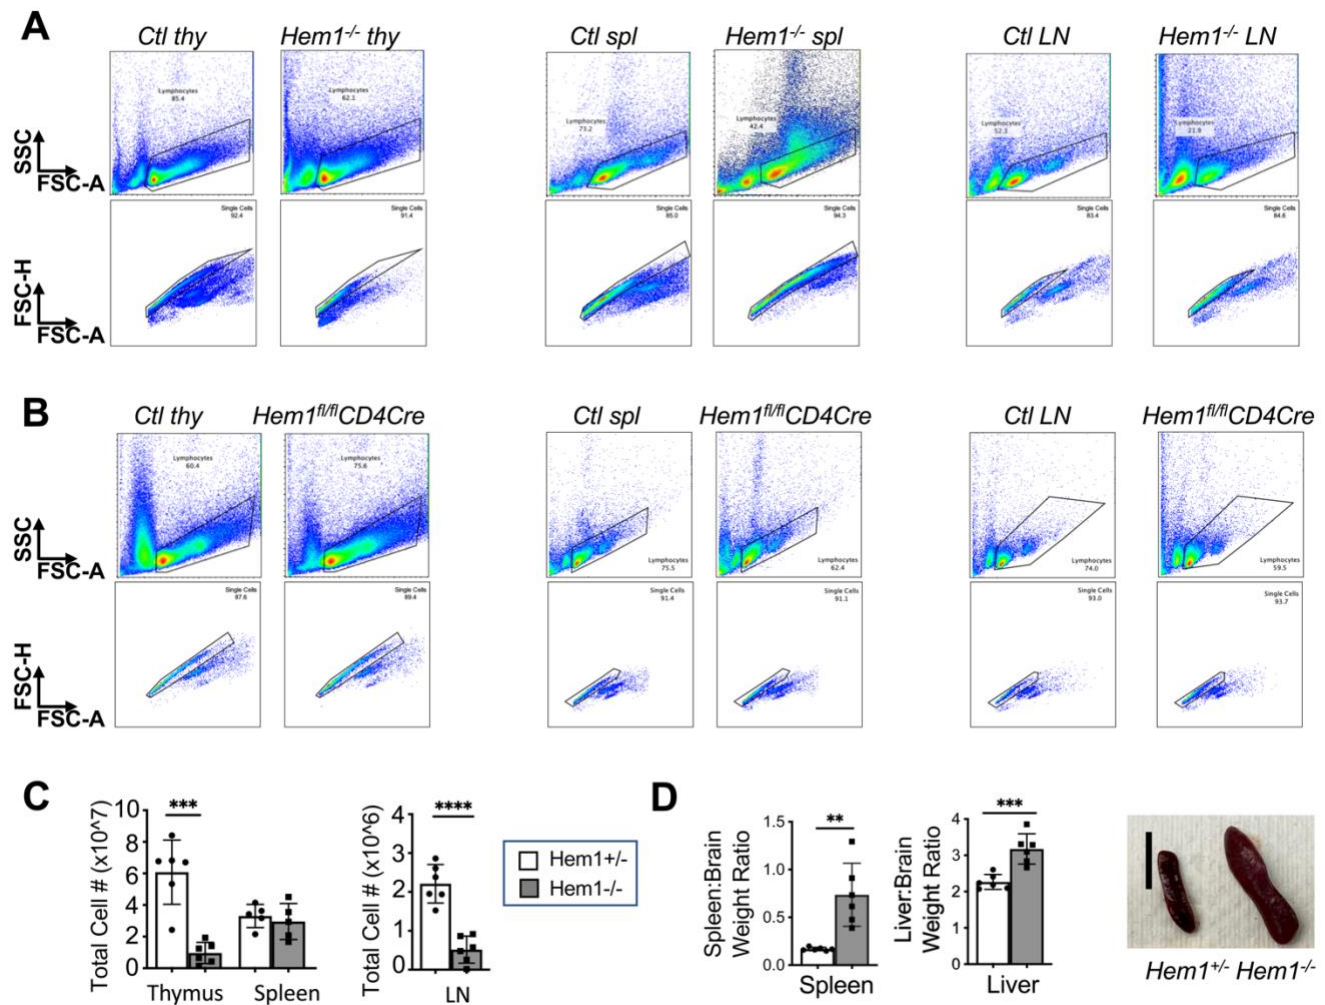 A
Ctl thy
Hem1-/- thy
Ctl spl
Hem1-/- spl
Ctl LN
Hem1-/- LN
SSC
FSC-A
Lymphocytes
85.4
Lymphocytes
62.1
Lymphocytes
73.2
Lymphocytes
42.4
Lymphocytes
52.3
Lymphocytes
21.9
FSC-H
FSC-A
Single Cells
92.4
Single Cells
91.4
Single Cells
85.0
Single Cells
94.3
Single Cells
83.4
Single Cells
84.6
B
Ctl thy
Hem1fl/flCD4Cre
Ctl spl
Hem1fl/flCD4Cre
Ctl LN
Hem1fl/flCD4Cre
SSC
FSC-A
Lymphocytes
60.4
Lymphocytes
75.6
Lymphocytes
75.5
Lymphocytes
62.4
Lymphocytes
74.0
Lymphocytes
59.5
FSC-H
FSC-A
Single Cells
Single Cells
89.4
Single Cells
91.4
Single Cells
91.1
Single Cells
93.0
Single Cells
93.7
C
Total Cell # (x10^7)
10
8
6
4
2
0
***
Thymus
Spleen
Total Cell # (x10^6)
4
3
2
1
0
****
LN
Hem1+/-
Hem1-/-
D
Spleen:Brain
Weight Ratio
1.5
1.0
0.5
0.0
**
Spleen
Liver:Brain
Weight Ratio
4
3
2
1
0
***
Liver
Hem1+/- Hem1-/-